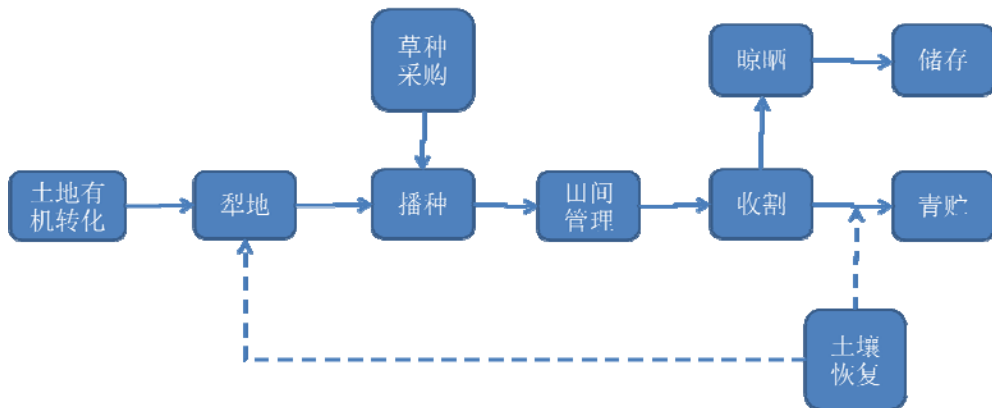 草种
采购
晾晒
储存
土地有
机转化
犁地
播种
田间
管理
收割
青贮
土壤
恢复